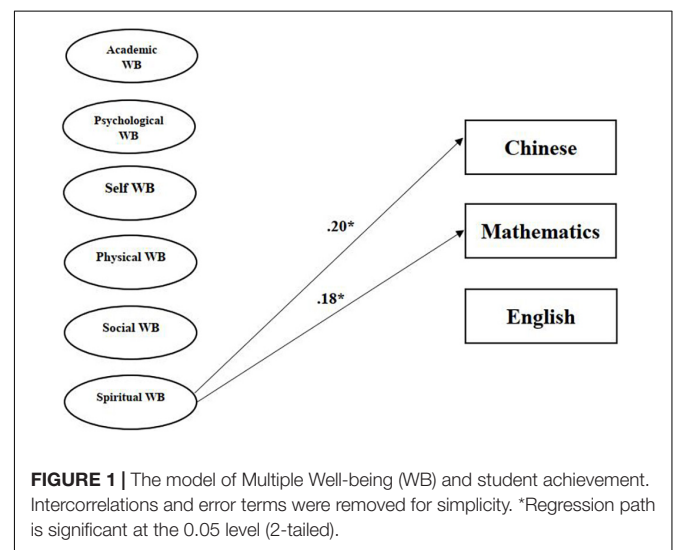 Academic
WB
Psychological
WB
Self WB
Physical WB
Social WB
Spiritual WB
.20*
.18*
Chinese
Mathematics
English
FIGURE 1 | The model of Multiple Well-being (WB) and student achievement.
Intercorrelations and error terms were removed for simplicity. *Regression path
is significant at the 0.05 level (2-tailed).